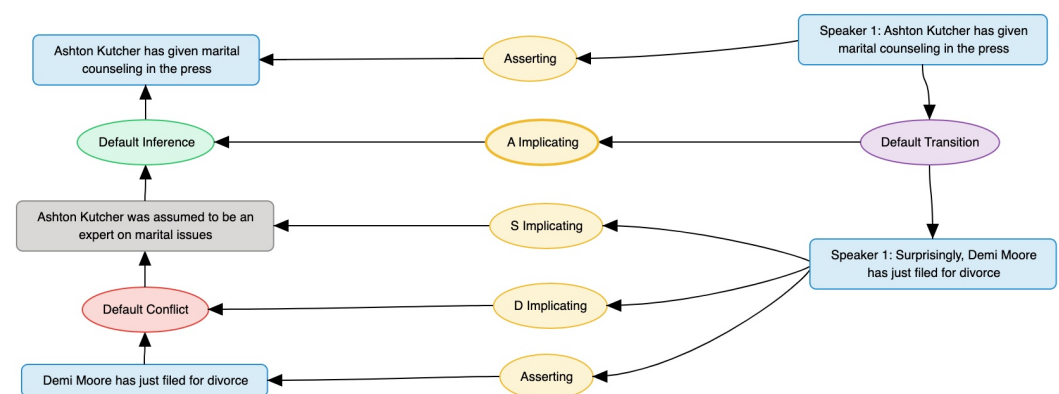 Ashton Kutcher has given marital
counseling in the press
Asserting
Speaker 1: Ashton Kutcher has given
marital counseling in the press
Default Inference
A Implicating
Default Transition
Ashton Kutcher was assumed to be an
expert on marital issues
S Implicating
Speaker 1: Surprisingly, Demi Moore
has just filed for divorce
Default Conflict
D Implicating
Demi Moore has just filed for divorce
Asserting